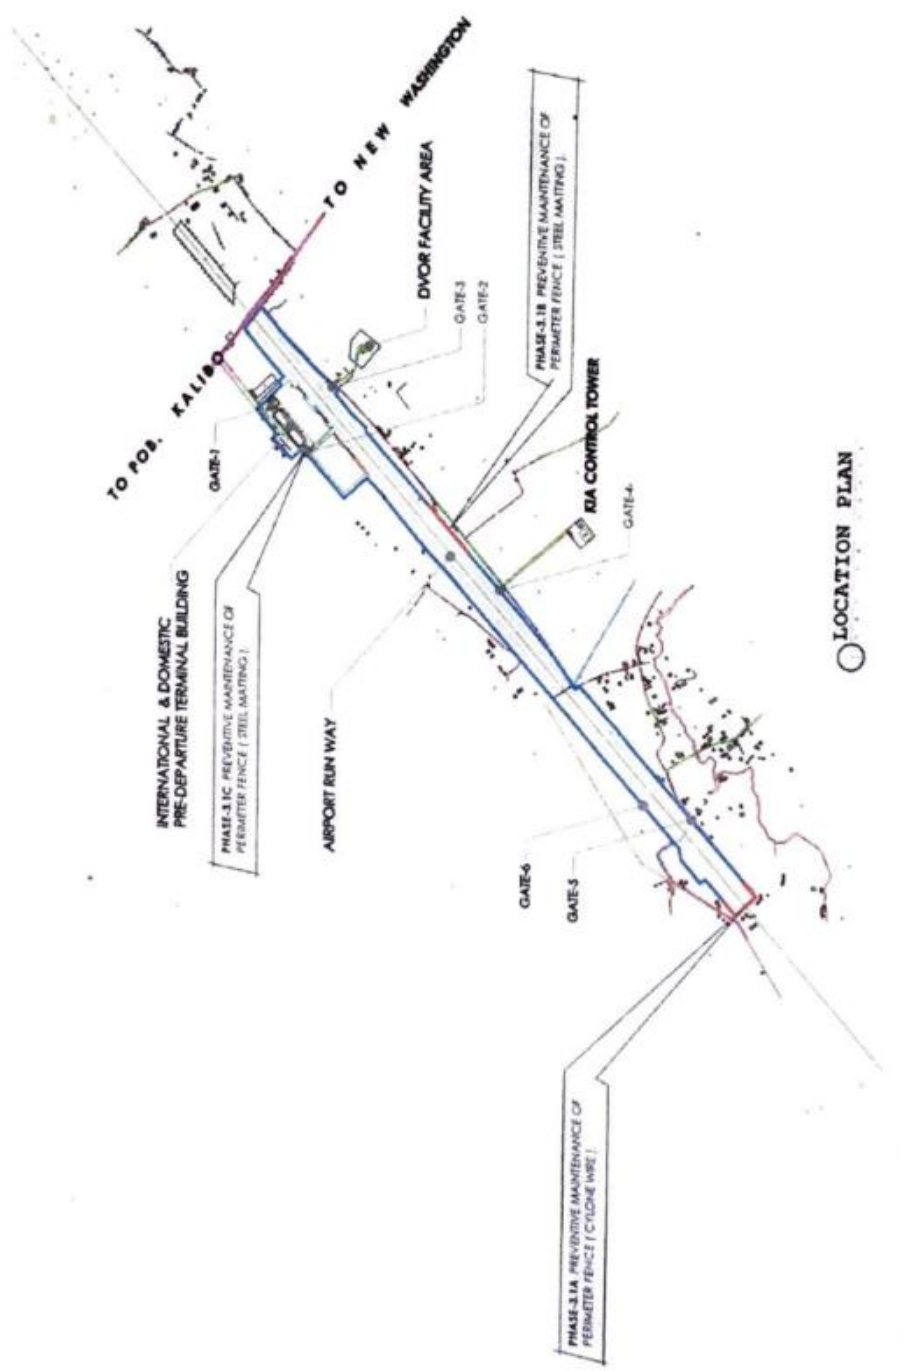 TO NEW WASHINGTON
TO POB. KALIBO
DVOR FACILITY AREA
GATE-3
GATE-2
GATE-1
PHASE-3.1B PREVENTIVE MAINTENANCE OF
PERIMETER FENCE ( STEEL MATTING ).
KIA CONTROL TOWER
GATE-4
INTERNATIONAL & DOMESTIC
PRE-DEPARTURE TERMINAL BUILDING
PHASE-3.1C PREVENTIVE MAINTENANCE OF
PERIMETER FENCE ( STEEL MATTING ).
AIRPORT RUN WAY
GATE-6
GATE-5
PHASE-3.1A PREVENTIVE MAINTENANCE OF
PERIMETER FENCE ( CYLONE WIRE ).
LOCATION PLAN